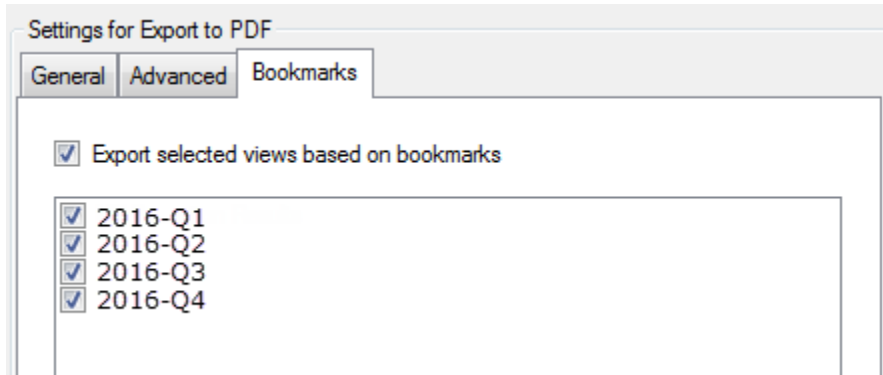 Settings for Export to PDF
General Advanced Bookmarks
Export selected views based on bookmarks
2016-Q1
2016-Q2
2016-Q3
2016-Q4